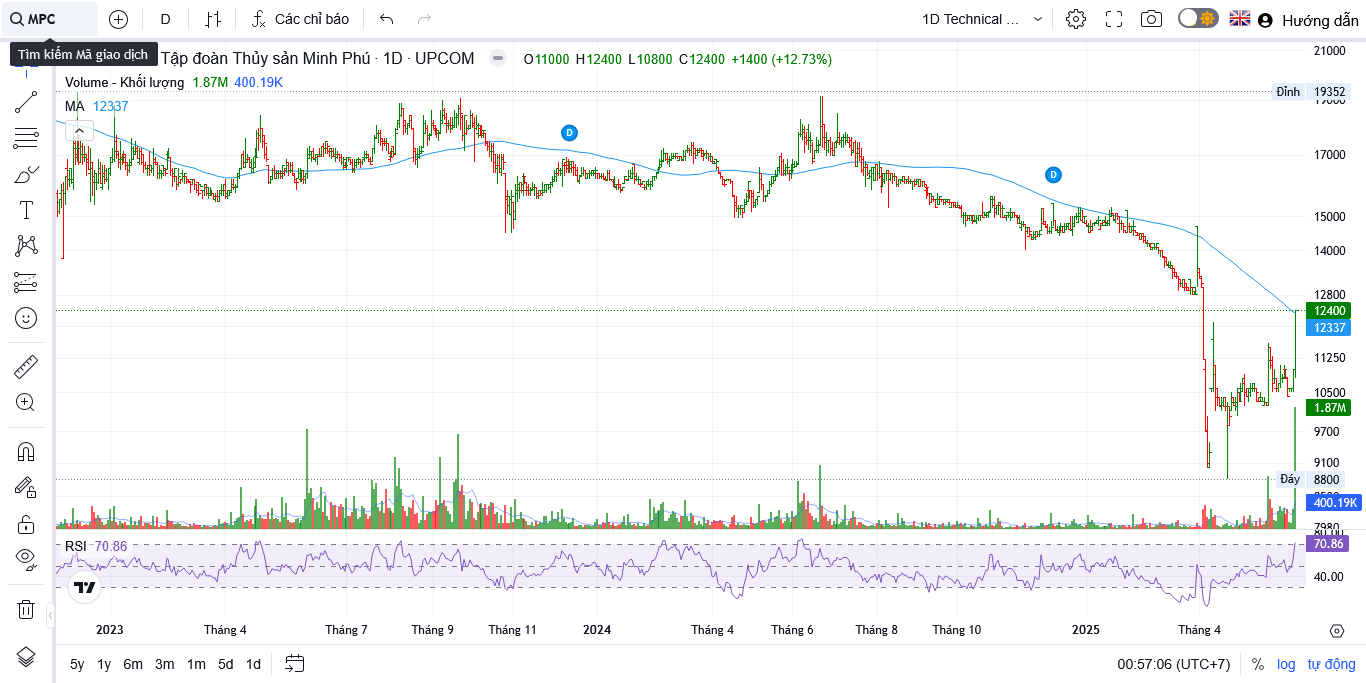 MPC D Các chỉ báo 1D Technical ... Hướng dẫn
Tìm kiếm Mã giao dịch
Tập đoàn Thủy sản Minh Phú · 1D · UPCOM O11000 H12400 L10800 C12400 +1400 (+12.73%)
Volume - Khối lượng 1.87M 400.19K
MA 12337
21000
Đỉnh 19352
19000
D
17000
D
15000
14000
12800
12400
12337
11250
10500
1.87M
9700
9100
Đáy 8800
400.19K
7980
80.00
RSI 70.86
70.86
40.00
2023 Tháng 4 Tháng 7 Tháng 9 Tháng 11 2024 Tháng 4 Tháng 6 Tháng 8 Tháng 10 2025 Tháng 4
5y 1y 6m 3m 1m 5d 1d 00:57:06 (UTC+7) % log tự động